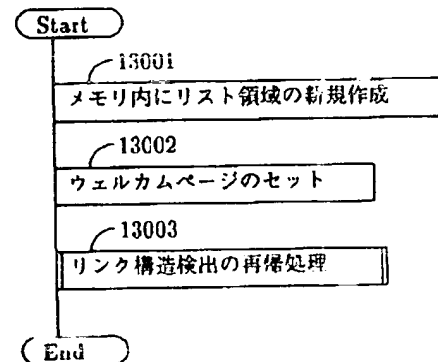 Start
13001
メモリ内にリスト領域の新規作成
13002
ウェルカムページのセット
13003
リンク構造検出の再帰処理
End